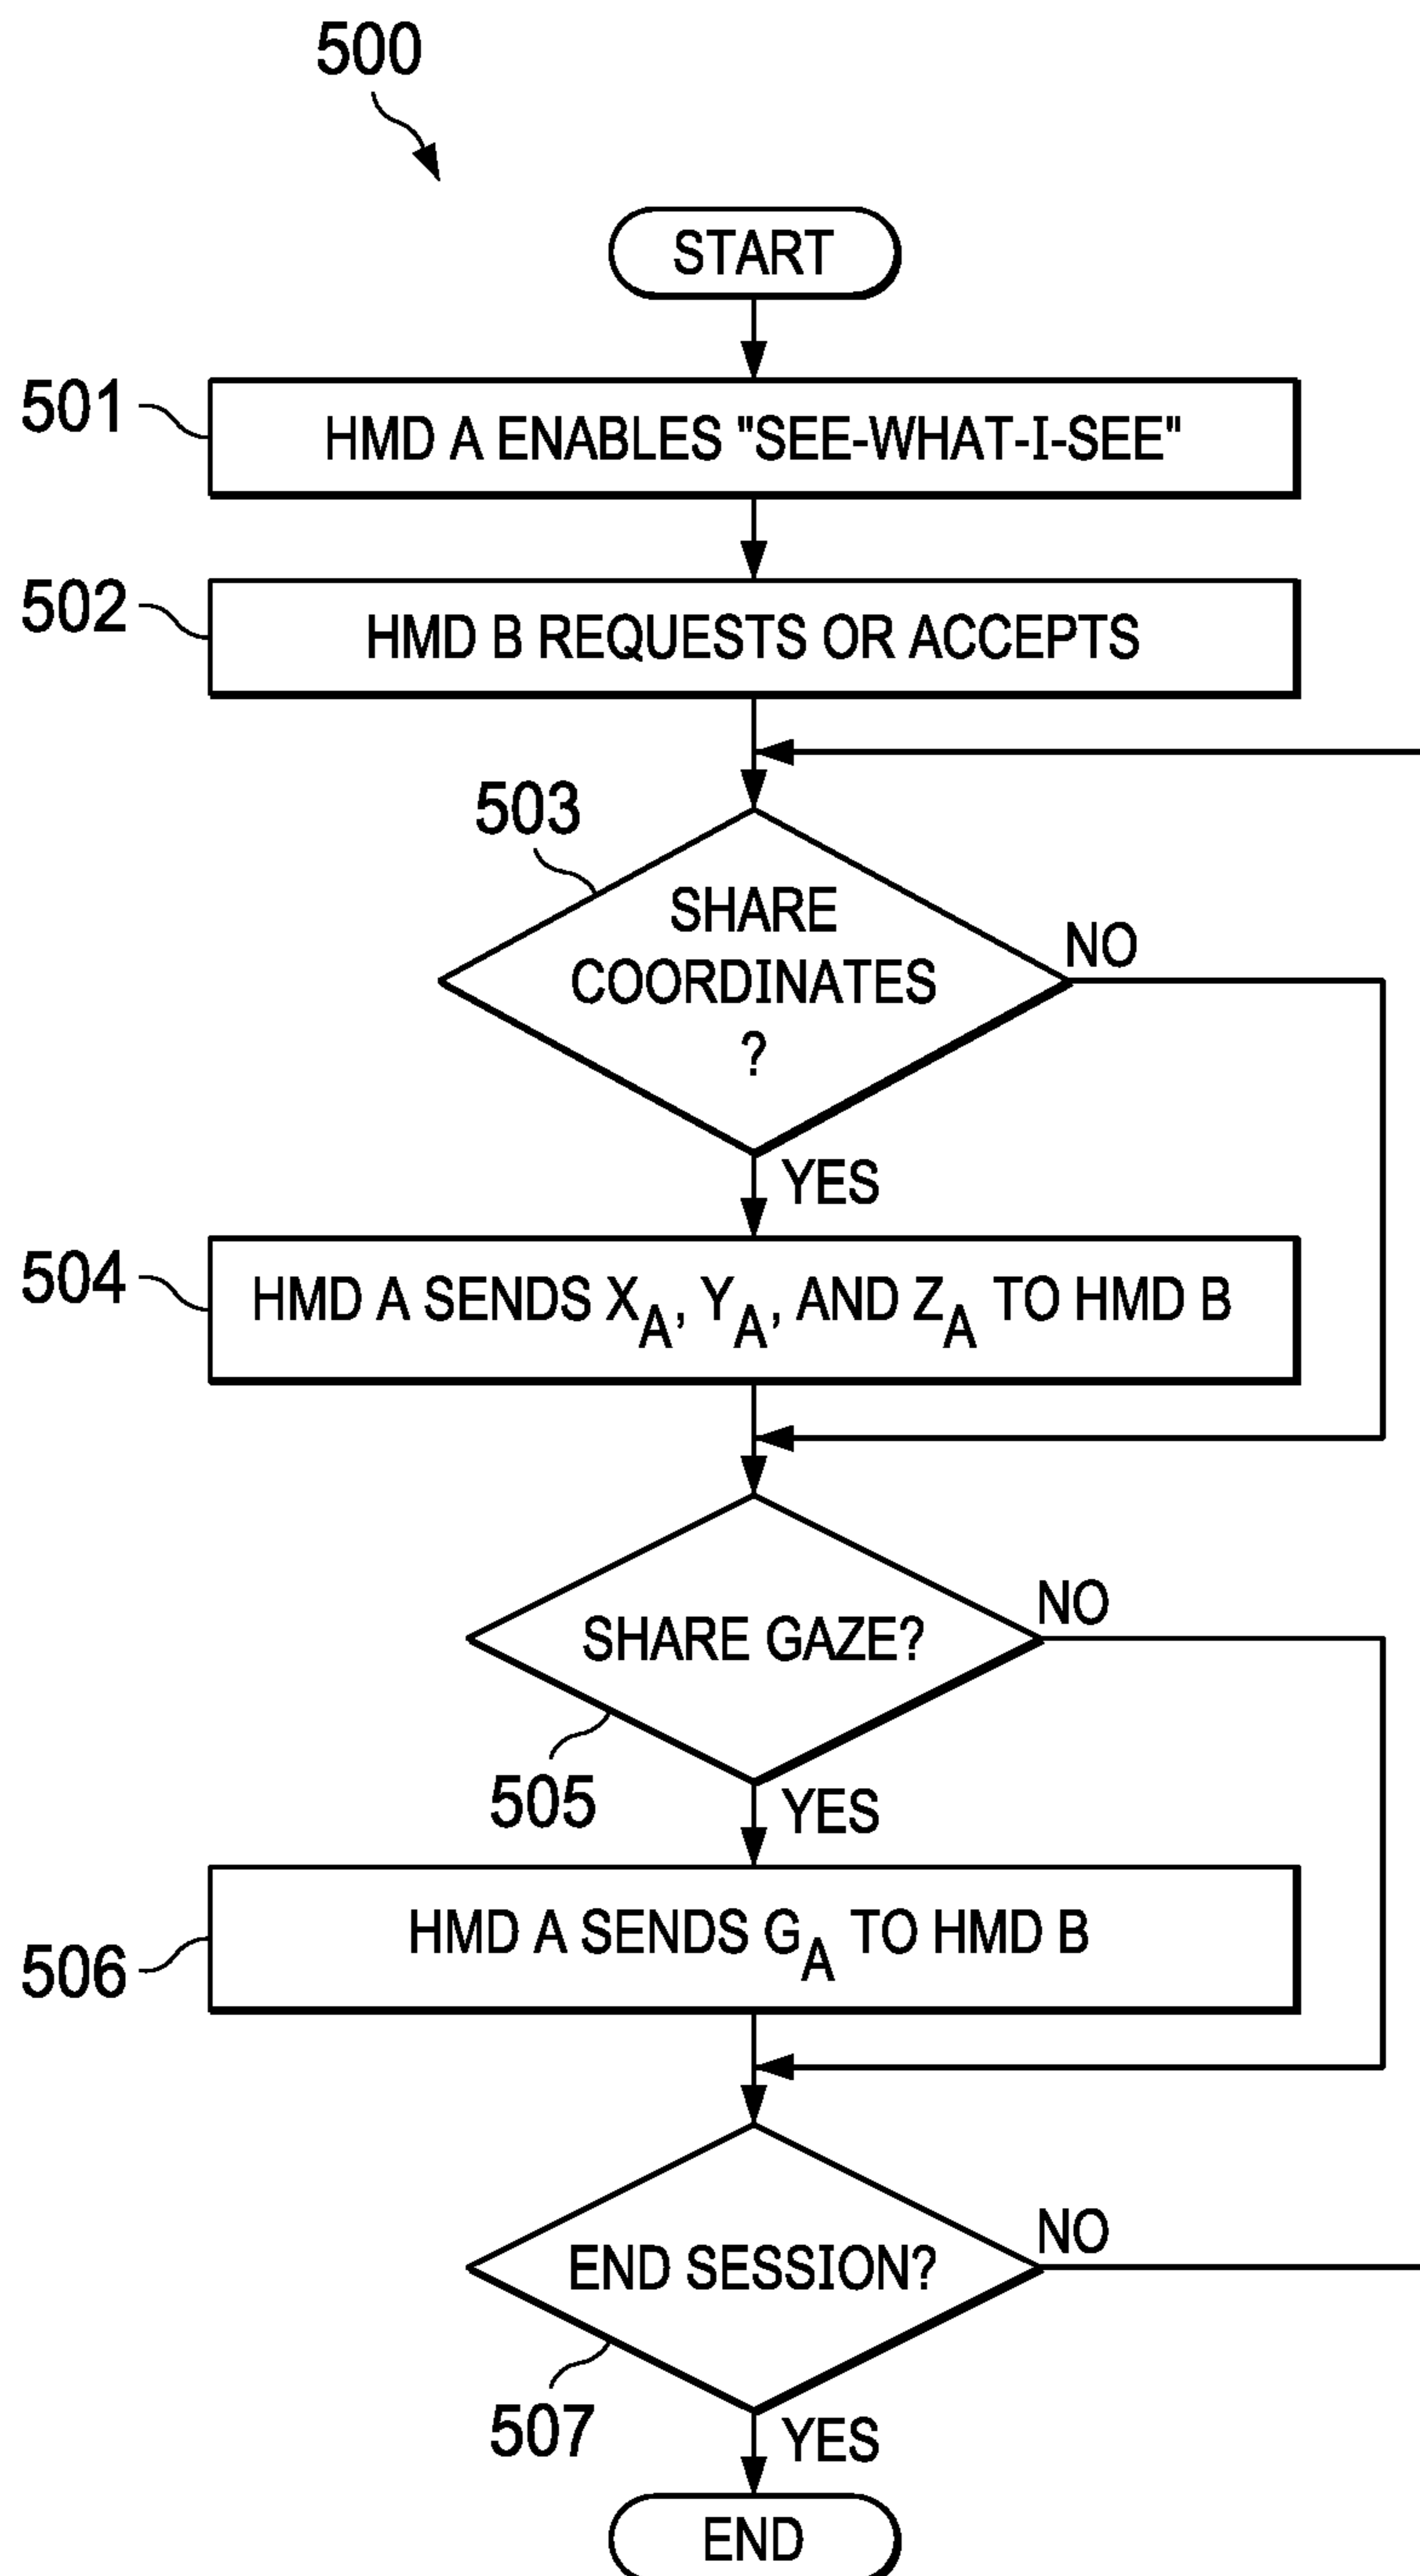 500
START
501
HMD A ENABLES "SEE-WHAT-I-SEE"
502
HMD B REQUESTS OR ACCEPTS
503
SHARE
COORDINATES
?
NO
YES
504
HMD A SENDS XA, YA, AND ZA TO HMD B
SHARE GAZE?
NO
505
YES
506
HMD A SENDS GA TO HMD B
END SESSION?
NO
507
YES
END